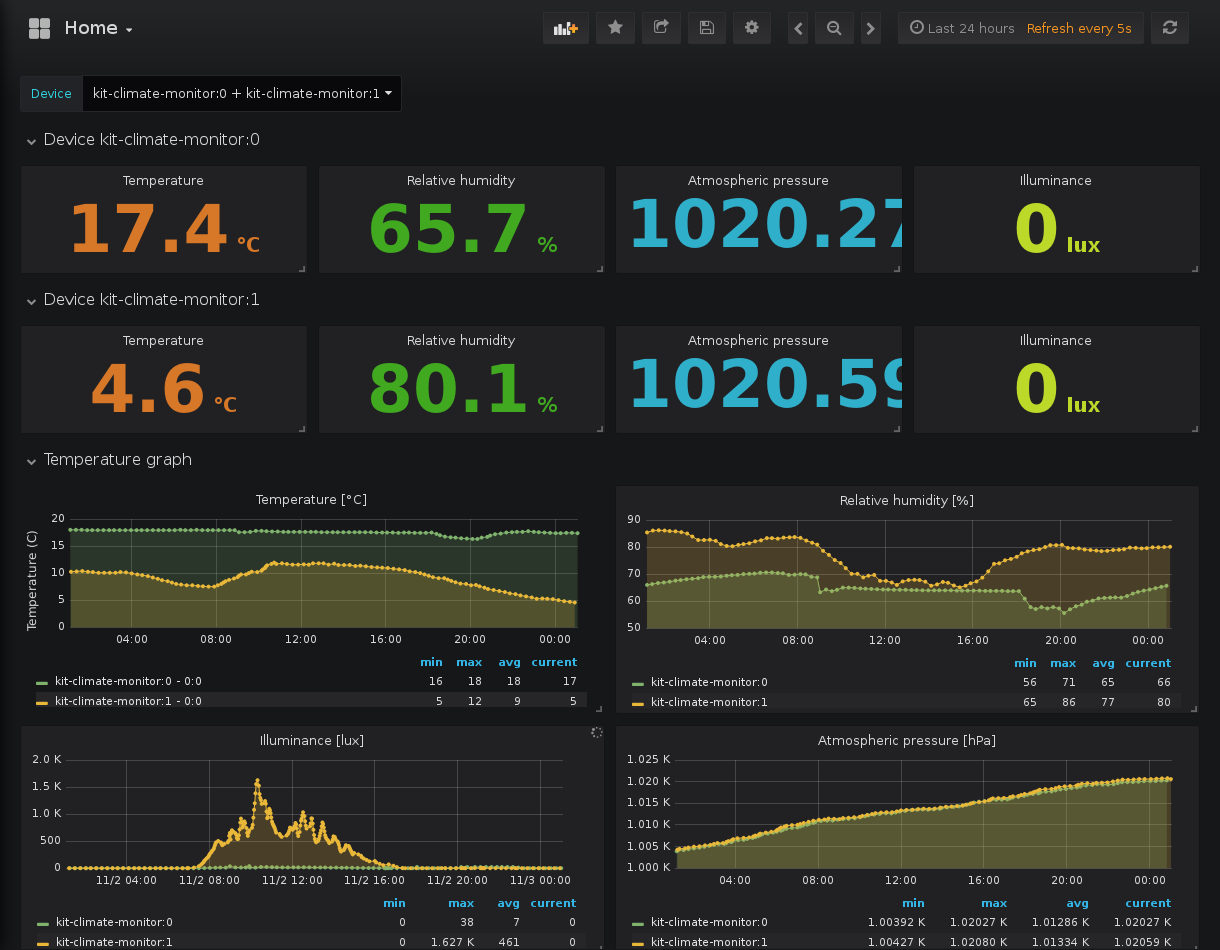 Home
Last 24 hours Refresh every 5s
Device kit-climate-monitor:0 + kit-climate-monitor:1
Device kit-climate-monitor:0
Temperature Relative humidity Atmospheric pressure Illuminance
17.4 °C 65.7 % 1020.27 0 lux
Device kit-climate-monitor:1
Temperature Relative humidity Atmospheric pressure Illuminance
4.6 °C 80.1 % 1020.59 0 lux
Temperature graph
Temperature [°C]
Temperature (C)
20
15
10
5
0
04:00 08:00 12:00 16:00 20:00 00:00
min max avg current
kit-climate-monitor:0 - 0:0 16 18 18 17
kit-climate-monitor:1 - 0:0 5 12 9 5
Relative humidity [%]
90
80
70
60
50
04:00 08:00 12:00 16:00 20:00 00:00
min max avg current
kit-climate-monitor:0 56 71 65 66
kit-climate-monitor:1 65 86 77 80
Illuminance [lux]
2.0 K
1.5 K
1.0 K
500
0
11/2 04:00 11/2 08:00 11/2 12:00 11/2 16:00 11/2 20:00 11/3 00:00
min max avg current
kit-climate-monitor:0 0 38 7 0
kit-climate-monitor:1 0 1.627 K 461 0
Atmospheric pressure [hPa]
1.025 K
1.020 K
1.015 K
1.010 K
1.005 K
1.000 K
04:00 08:00 12:00 16:00 20:00 00:00
min max avg current
kit-climate-monitor:0 1.00392 K 1.02027 K 1.01286 K 1.02027 K
kit-climate-monitor:1 1.00427 K 1.02080 K 1.01334 K 1.02059 K